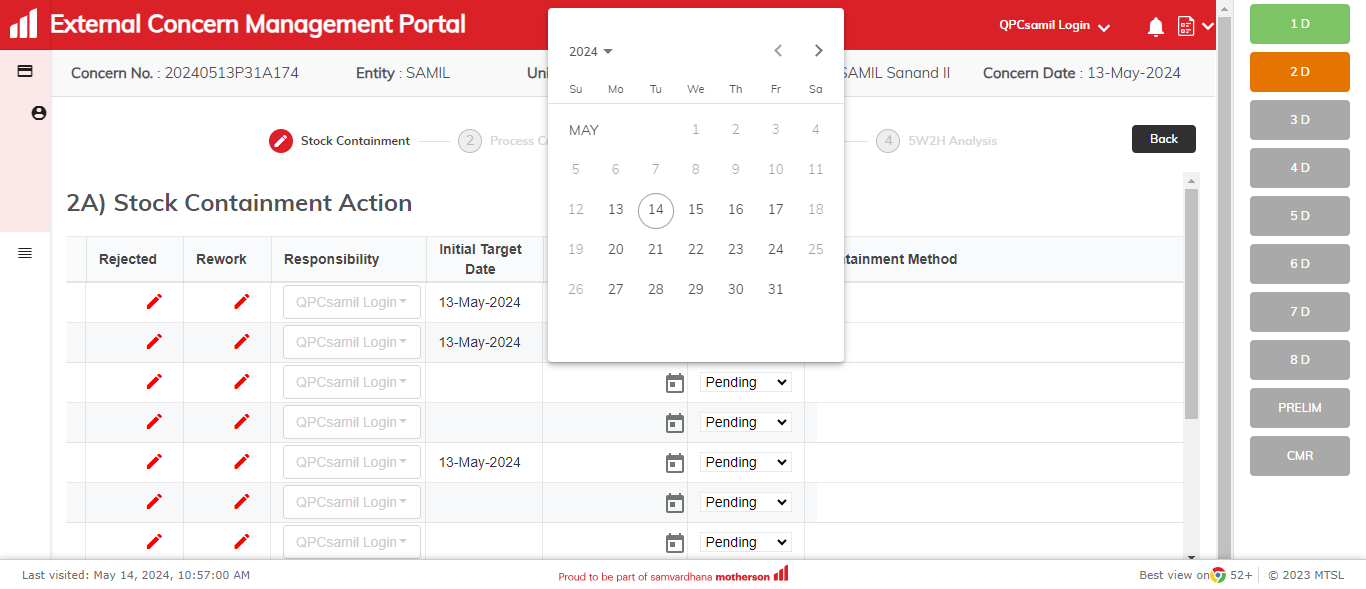 External Concern Management Portal
QPCsamil Login
Concern No. : 20240513P31A174
Entity : SAMIL
SAMIL Sanand II
Concern Date : 13-May-2024
Stock Containment
2
4
5W2H Analysis
Back
2024
Su Mo Tu We Th Fr Sa
MAY 1 2 3 4
5 6 7 8 9 10 11
12 13 14 15 16 17 18
19 20 21 22 23 24 25
26 27 28 29 30 31
2A) Stock Containment Action
Rejected
Rework
Responsibility
Initial Target
Date
Method
QPCsamil Login 13-May-2024
QPCsamil Login 13-May-2024
QPCsamil Login Pending
QPCsamil Login Pending
QPCsamil Login 13-May-2024 Pending
QPCsamil Login Pending
QPCsamil Login Pending
1 D
2 D
3 D
4 D
5 D
6 D
7 D
8 D
PRELIM
CMR
Last visited: May 14, 2024, 10:57:00 AM
Proud to be part of samvardhana motherson
Best view on 52+
© 2023 MTSL